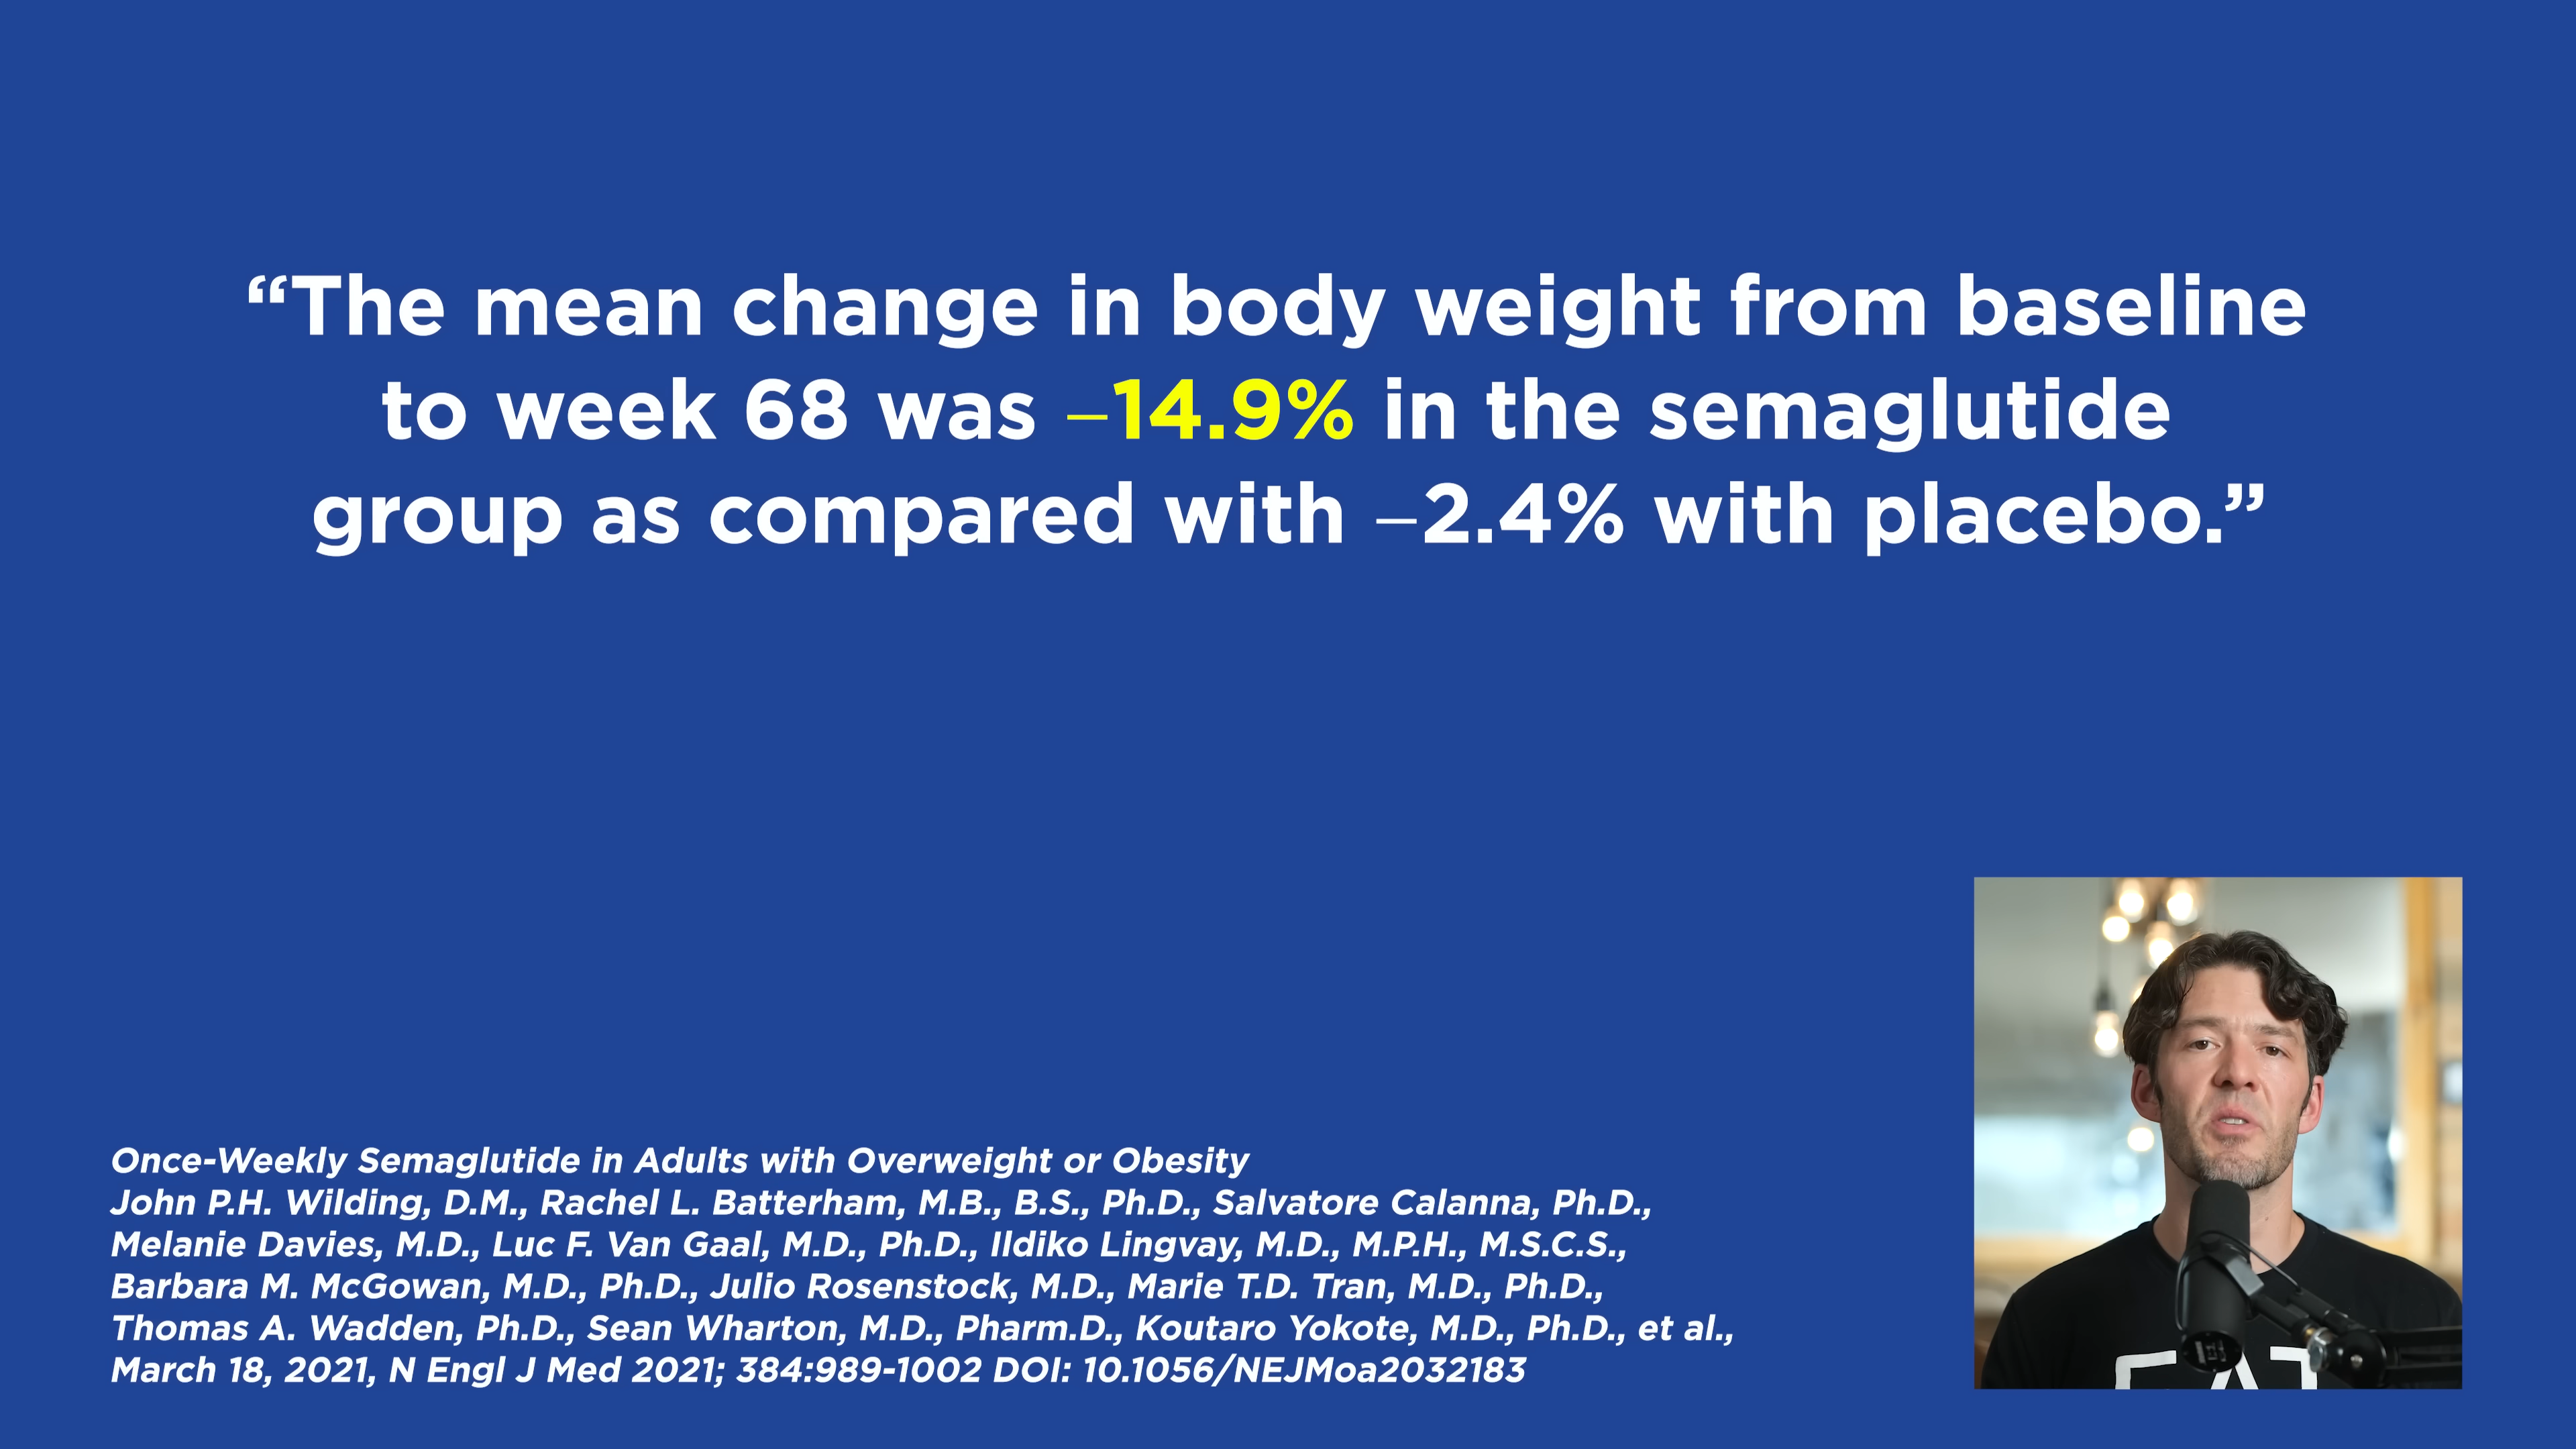 “The mean change in body weight from baseline
to week 68 was –14.9% in the semaglutide
group as compared with –2.4% with placebo.”
Once-Weekly Semaglutide in Adults with Overweight or Obesity
John P.H. Wilding, D.M., Rachel L. Batterham, M.B., B.S., Ph.D., Salvatore Calanna, Ph.D.,
Melanie Davies, M.D., Luc F. Van Gaal, M.D., Ph.D., Ildiko Lingvay, M.D., M.P.H., M.S.C.S.,
Barbara M. McGowan, M.D., Ph.D., Julio Rosenstock, M.D., Marie T.D. Tran, M.D., Ph.D.,
Thomas A. Wadden, Ph.D., Sean Wharton, M.D., Pharm.D., Koutaro Yokote, M.D., Ph.D., et al.,
March 18, 2021, N Engl J Med 2021; 384:989-1002 DOI: 10.1056/NEJMoa2032183